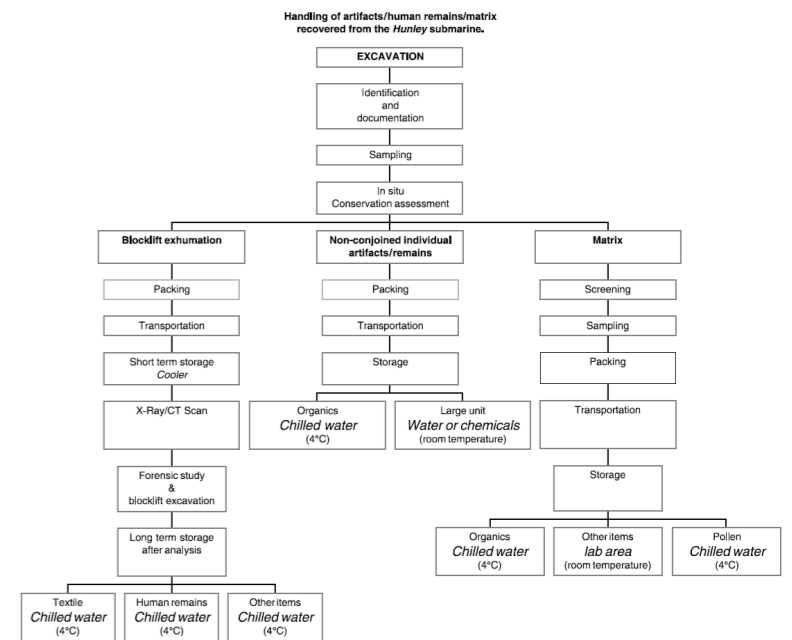 Handling of artifacts/human remains/matrix
recovered from the Hunley submarine.
EXCAVATION
Identification
and
documentation
Sampling
In situ
Conservation assessment
Blocklift exhumation
Packing
Transportation
Short term storage
Cooler
X-Ray/CT Scan
Forensic study
&
blocklift excavation
Long term storage
after analysis
Textile
Chilled water
(4°C)
Human remains
Chilled water
(4°C)
Other items
Chilled water
(4°C)
Non-conjoined individual
artifacts/remains
Packing
Transportation
Storage
Organics
Chilled water
(4°C)
Large unit
Water or chemicals
(room temperature)
Matrix
Screening
Sampling
Packing
Transportation
Storage
Organics
Chilled water
(4°C)
Other items
lab area
(room temperature)
Pollen
Chilled water
(4°C)